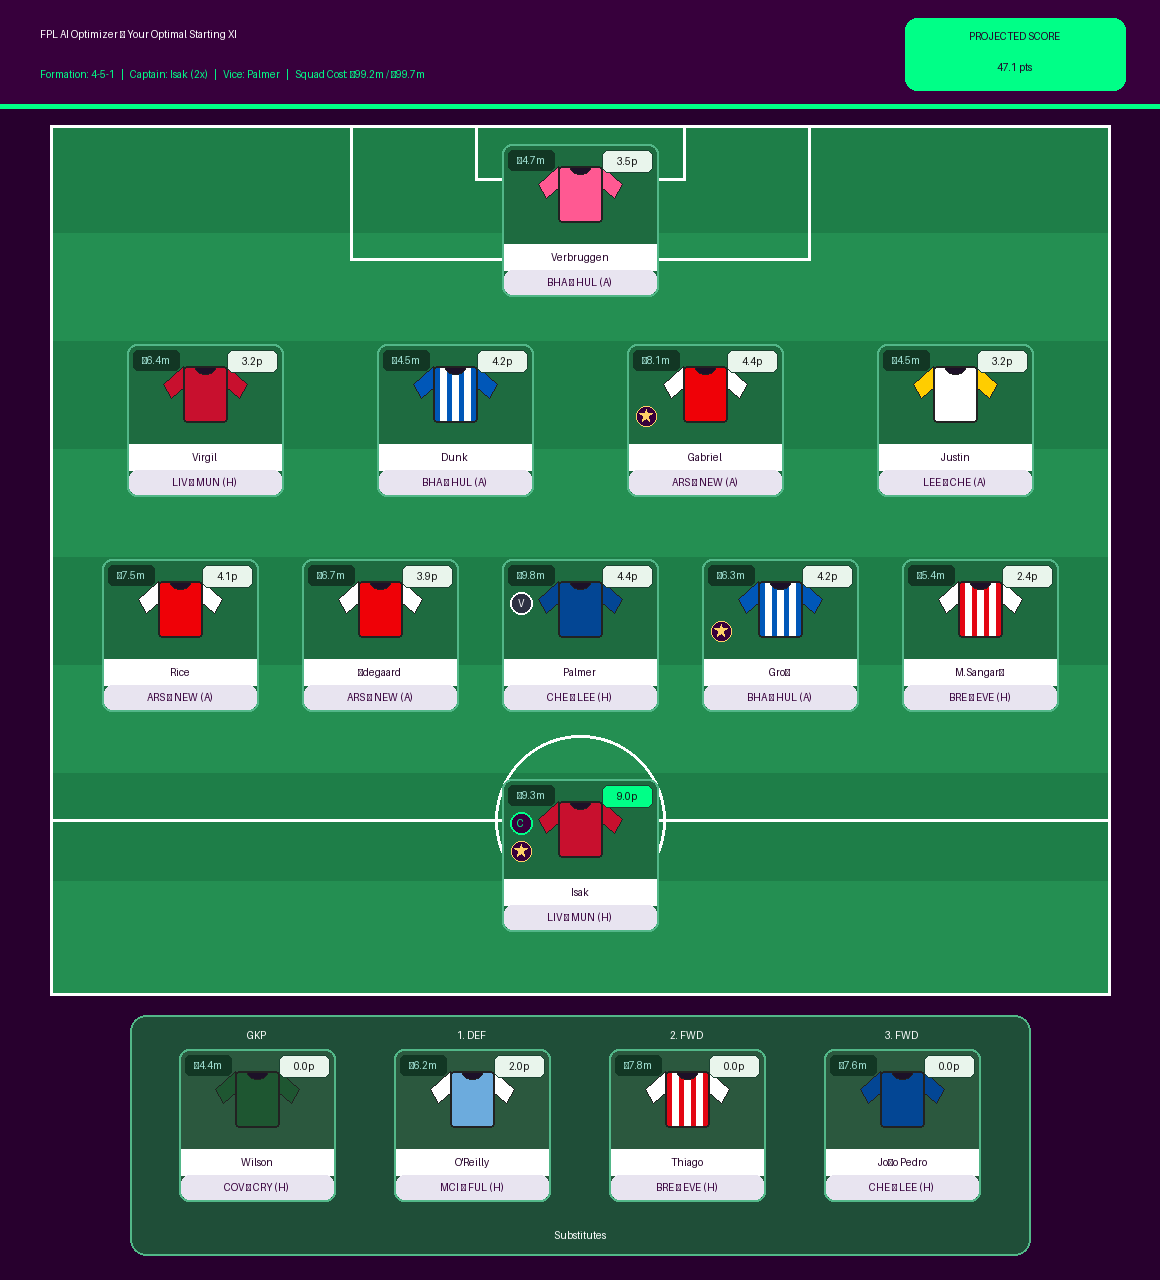 FPL AI Optimizer □ Your Optimal Starting XI
PROJECTED SCORE
47.1 pts
Formation: 4-5-1 | Captain: Isak (2x) | Vice: Palmer | Squad Cost: □99.2m / □99.7m
□4.7m 3.5p
Verbruggen
BHA □ HUL (A)
□6.4m 3.2p □4.5m 4.2p □8.1m 4.4p □4.5m 3.2p
Virgil Dunk Gabriel Justin
LIV □ MUN (H) BHA □ HUL (A) ARS □ NEW (A) LEE □ CHE (A)
□7.5m 4.1p □6.7m 3.9p □9.8m 4.4p □6.3m 4.2p □5.4m 2.4p
V
Rice □degaard Palmer Gro□ M.Sangar□
ARS □ NEW (A) ARS □ NEW (A) CHE □ LEE (H) BHA □ HUL (A) BRE □ EVE (H)
□9.3m 9.0p
C
Isak
LIV □ MUN (H)
GKP 1. DEF 2. FWD 3. FWD
□4.4m 0.0p □6.2m 2.0p □7.8m 0.0p □7.6m 0.0p
Wilson O'Reilly Thiago Jo□o Pedro
COV □ CRY (H) MCI □ FUL (H) BRE □ EVE (H) CHE □ LEE (H)
Substitutes